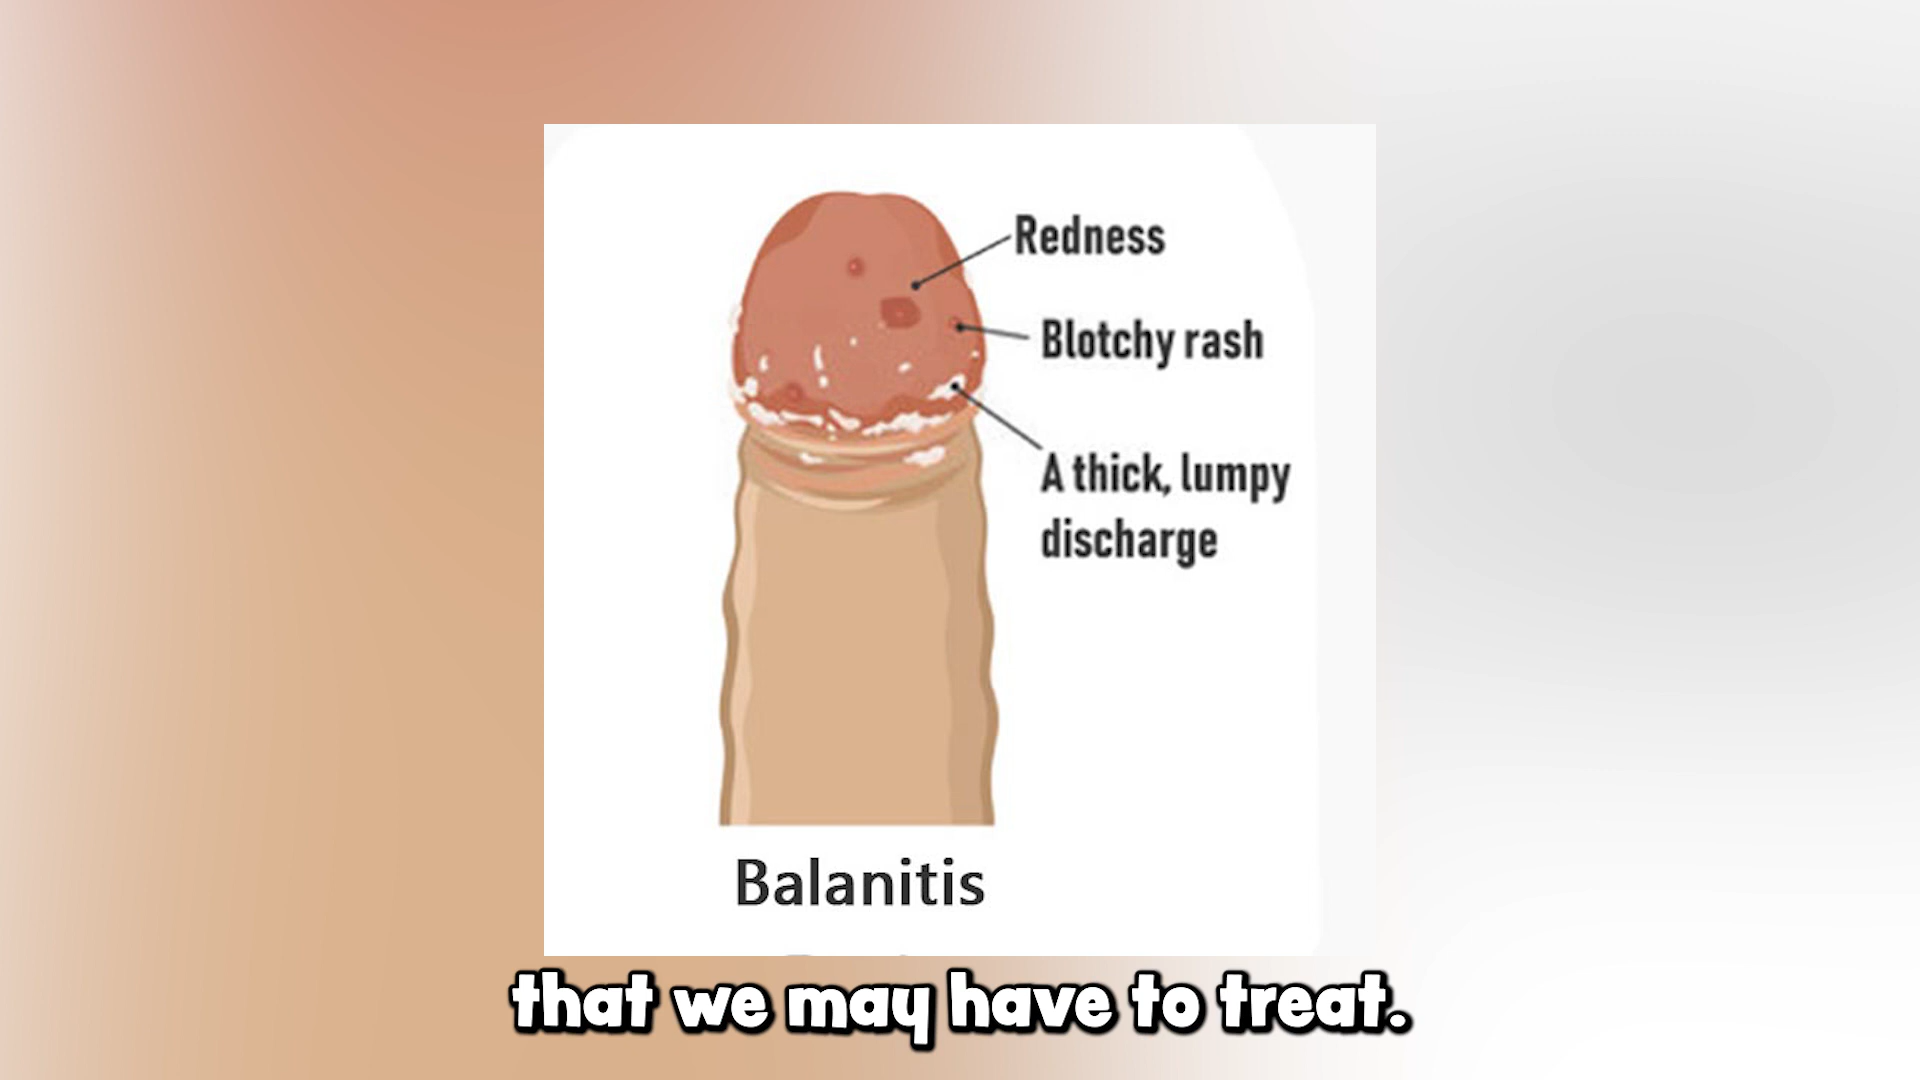 Redness
Blotchy rash
A thick, lumpy
discharge
Balanitis
that we may have to treat.